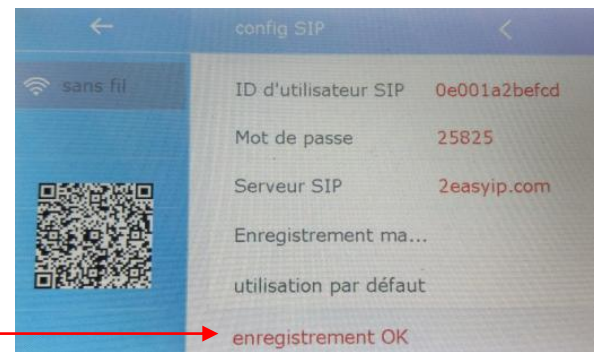 config SIP
sans fil
ID d'utilisateur SIP 0e001a2befcd
Mot de passe 25825
Serveur SIP 2easyip.com
Enregistrement ma...
utilisation par défaut
enregistrement OK